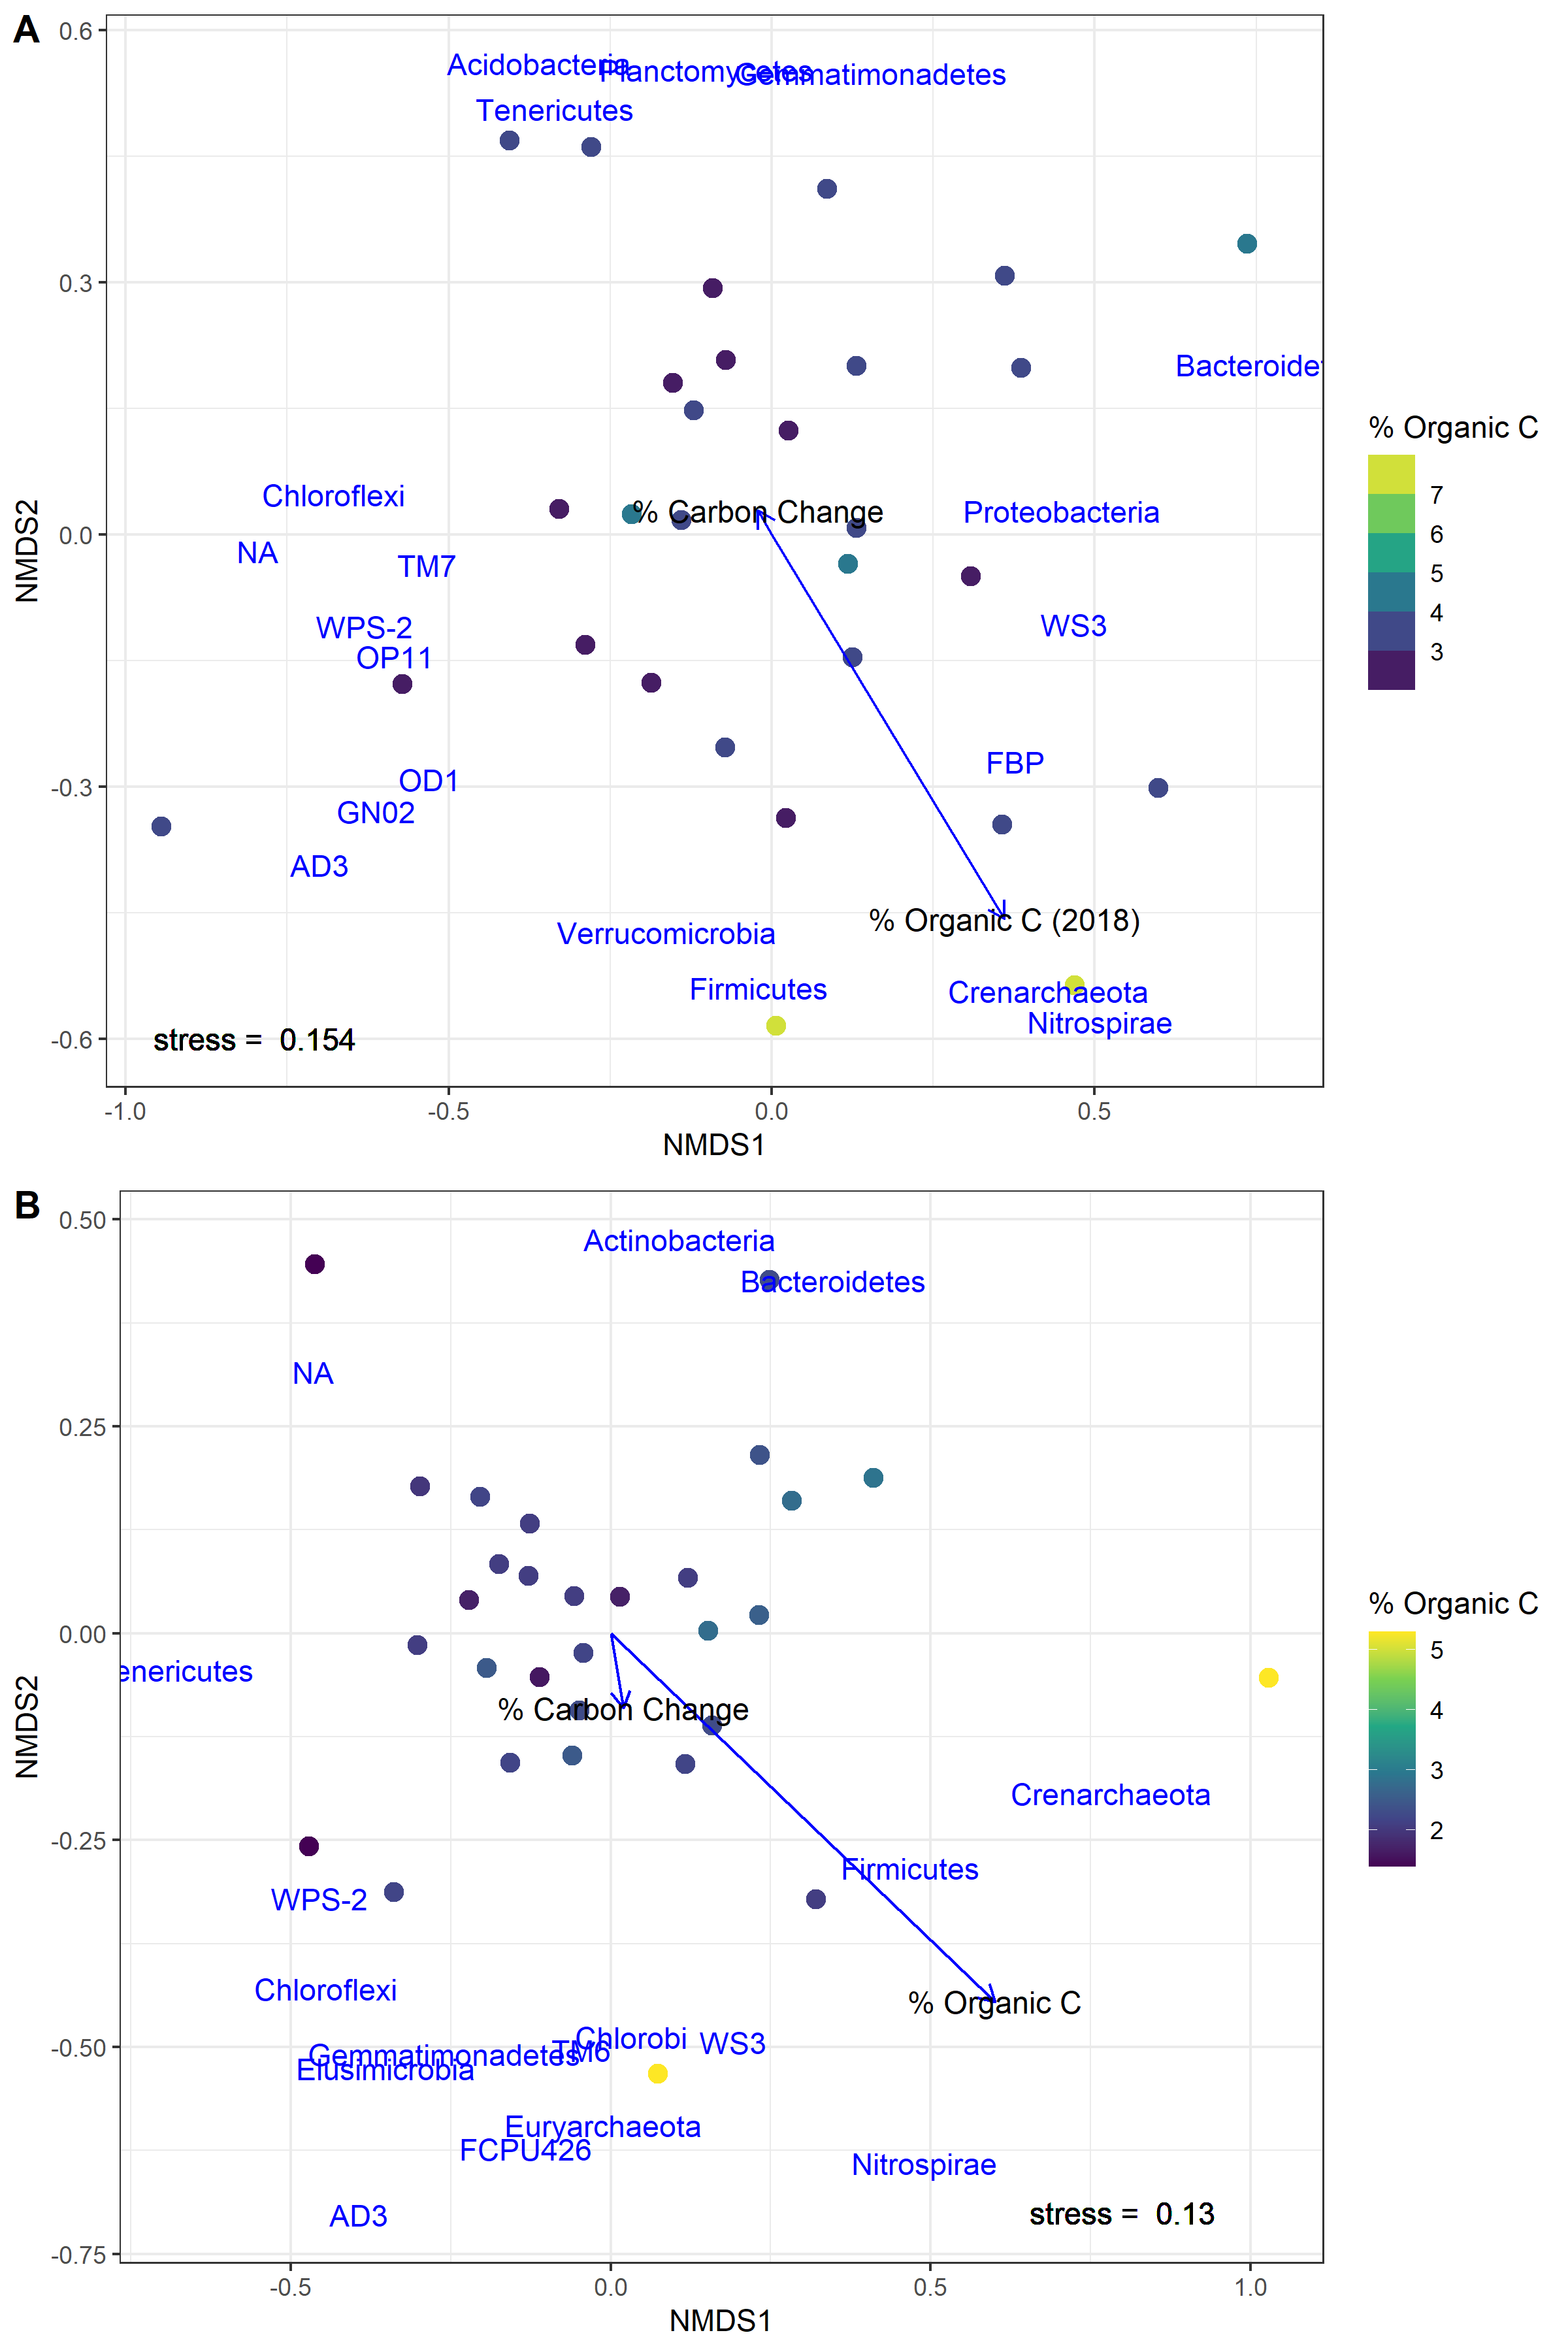 A
0.6
Acidobacteria
Planctomycetes
Gemmatimonadetes
Tenericutes
0.3
Bacteroidet
% Organic C
7
6
5
4
3
Chloroflexi
% Carbon Change
Proteobacteria
0.0
NA
TM7
WPS-2
WS3
OP11
NMDS2
-0.3
OD1
FBP
GN02
AD3
% Organic C (2018)
Verrucomicrobia
Firmicutes
Crenarchaeota
Nitrospirae
-0.6
stress = 0.154
-1.0
-0.5
0.0
0.5
NMDS1
B
0.50
Actinobacteria
Bacteroidetes
NA
0.25
% Organic C
5
4
3
2
0.00
enericutes
% Carbon Change
NMDS2
Crenarchaeota
-0.25
Firmicutes
WPS-2
Chloroflexi
% Organic C
Chlorobi
WS3
-0.50
TM6
Gemmatimonadetes
Elusimicrobia
Euryarchaeota
FCPU426
Nitrospirae
AD3
stress = 0.13
-0.75
-0.5
0.0
0.5
1.0
NMDS1